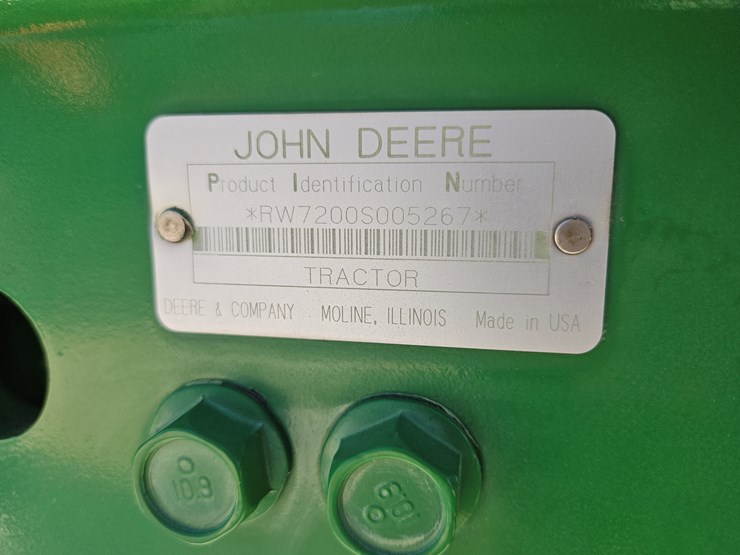 JOHN DEERE
Product Identification Number
*RW7200S005267*
TRACTOR
DEERE & COMPANY MOLINE, ILLINOIS Made in USA
10.9
10.9